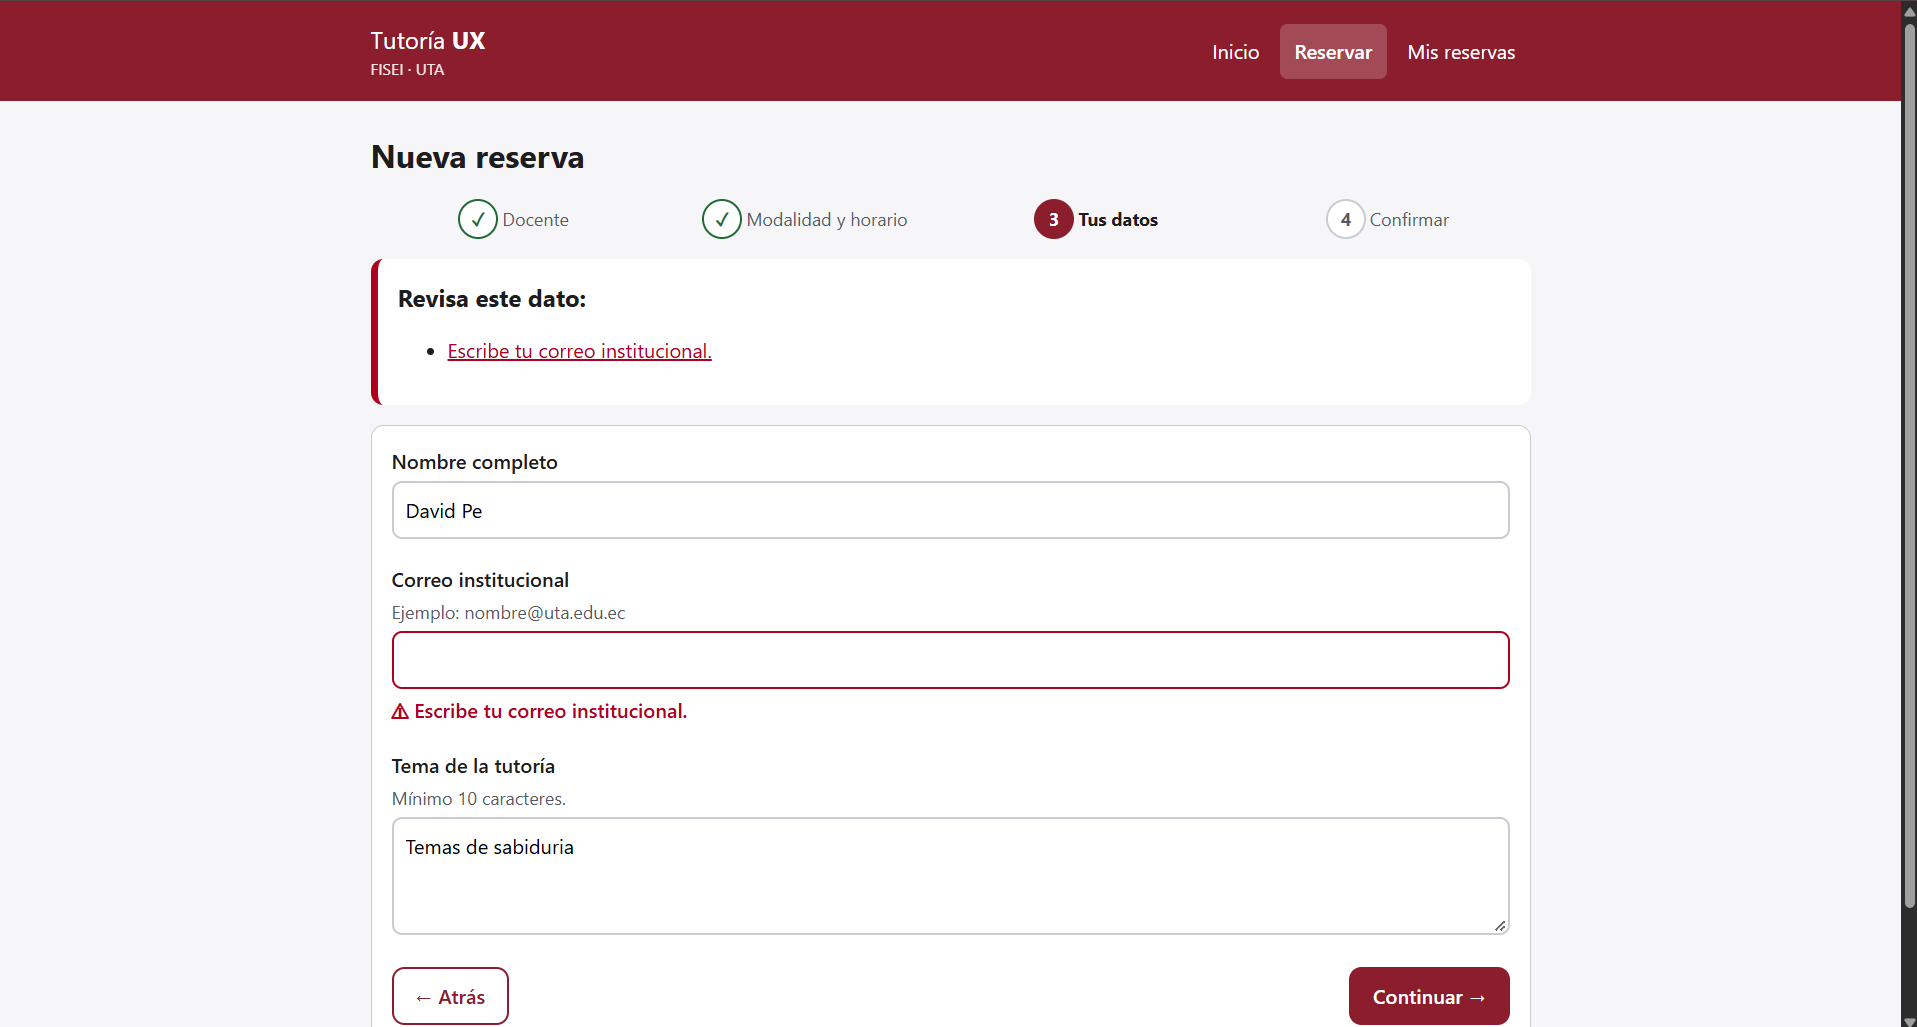 Tutoría UX
FISEI · UTA
Inicio
Reservar
Mis reservas
Nueva reserva
✓ Docente
✓ Modalidad y horario
3 Tus datos
4 Confirmar
Revisa este dato:
• Escribe tu correo institucional.
Nombre completo
David Pe
Correo institucional
Ejemplo: nombre@uta.edu.ec
⚠ Escribe tu correo institucional.
Tema de la tutoría
Mínimo 10 caracteres.
Temas de sabiduria
← Atrás
Continuar →